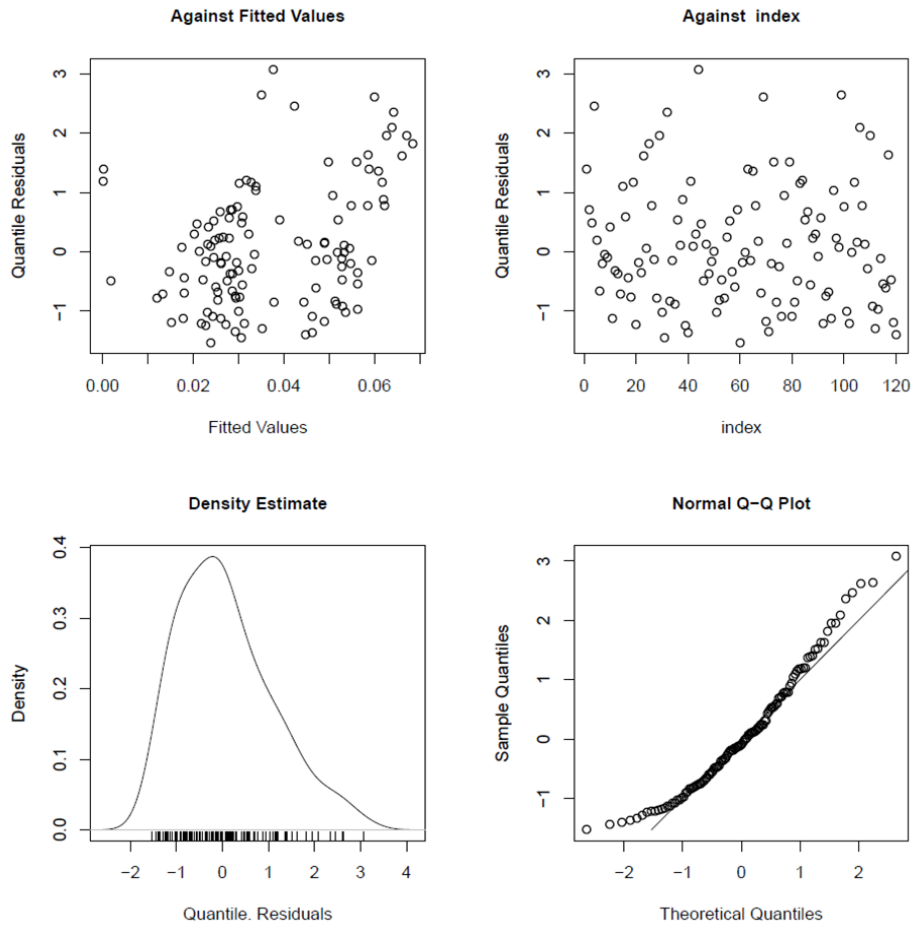 Against Fitted Values
Quantile Residuals
3
2
1
0
−1
0.00 0.02 0.04 0.06
Fitted Values
Against index
Quantile Residuals
3
2
1
0
−1
0 20 40 60 80 100 120
index
Density Estimate
Density
0.4
0.3
0.2
0.1
0.0
−2 −1 0 1 2 3 4
Quantile. Residuals
Normal Q−Q Plot
Sample Quantiles
3
2
1
0
−1
−2 −1 0 1 2
Theoretical Quantiles